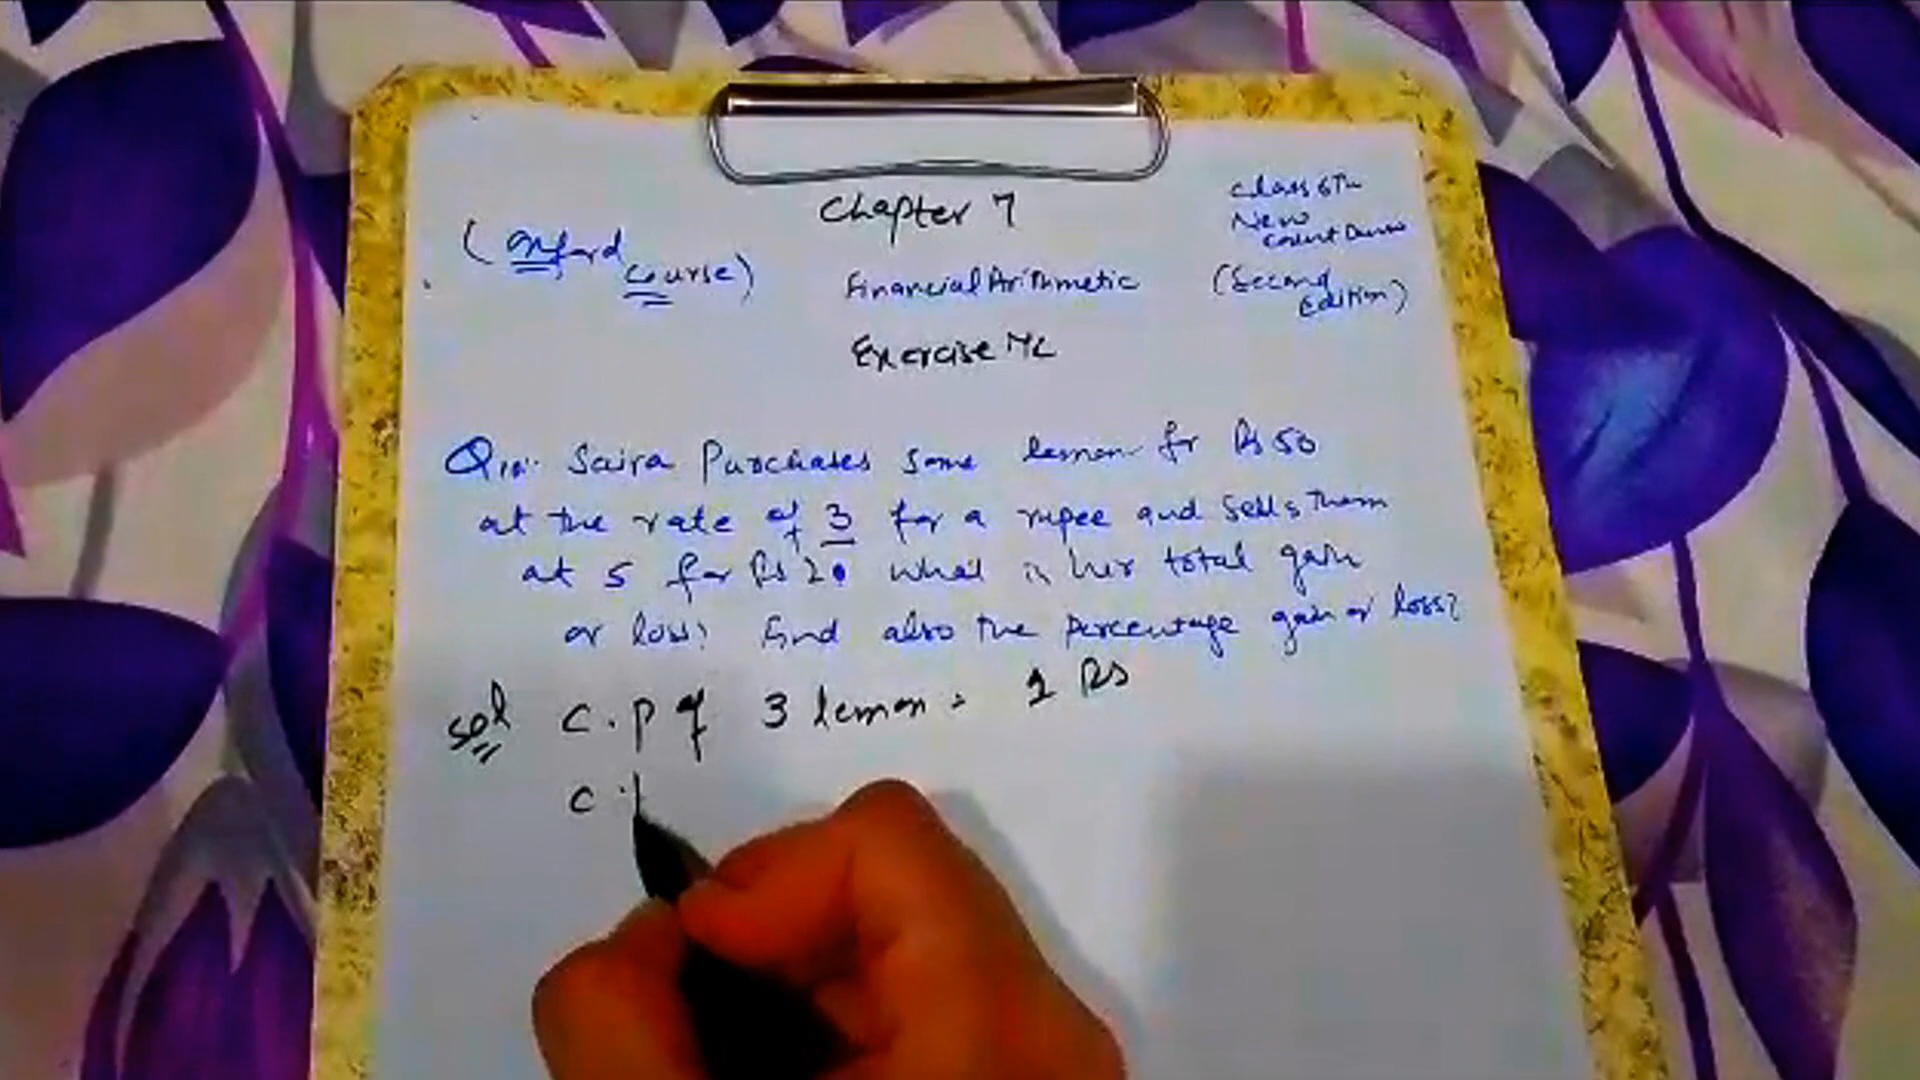 Chapter 7
(Oxford course)
Financial Arithmetic
Class 6th
New
Countdown
(Second
Edition)
Exercise 7c
Saira Purchases some lemon for Rs 50
at the rate of 3 for a rupee and sells them
at 5 for Rs 2. What is her total gain
or loss? Find also the percentage gain or loss?
sol C.P of 3 lemon = 1 Rs
C.P